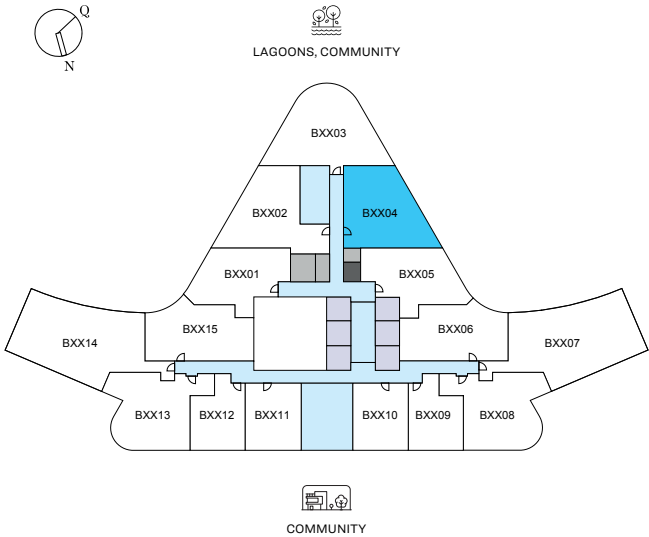 Q
N
LAGOONS, COMMUNITY
BXX03
BXX02
BXX04
BXX01
BXX05
BXX15
BXX06
BXX14
BXX07
BXX13
BXX12
BXX11
BXX10
BXX09
BXX08
COMMUNITY